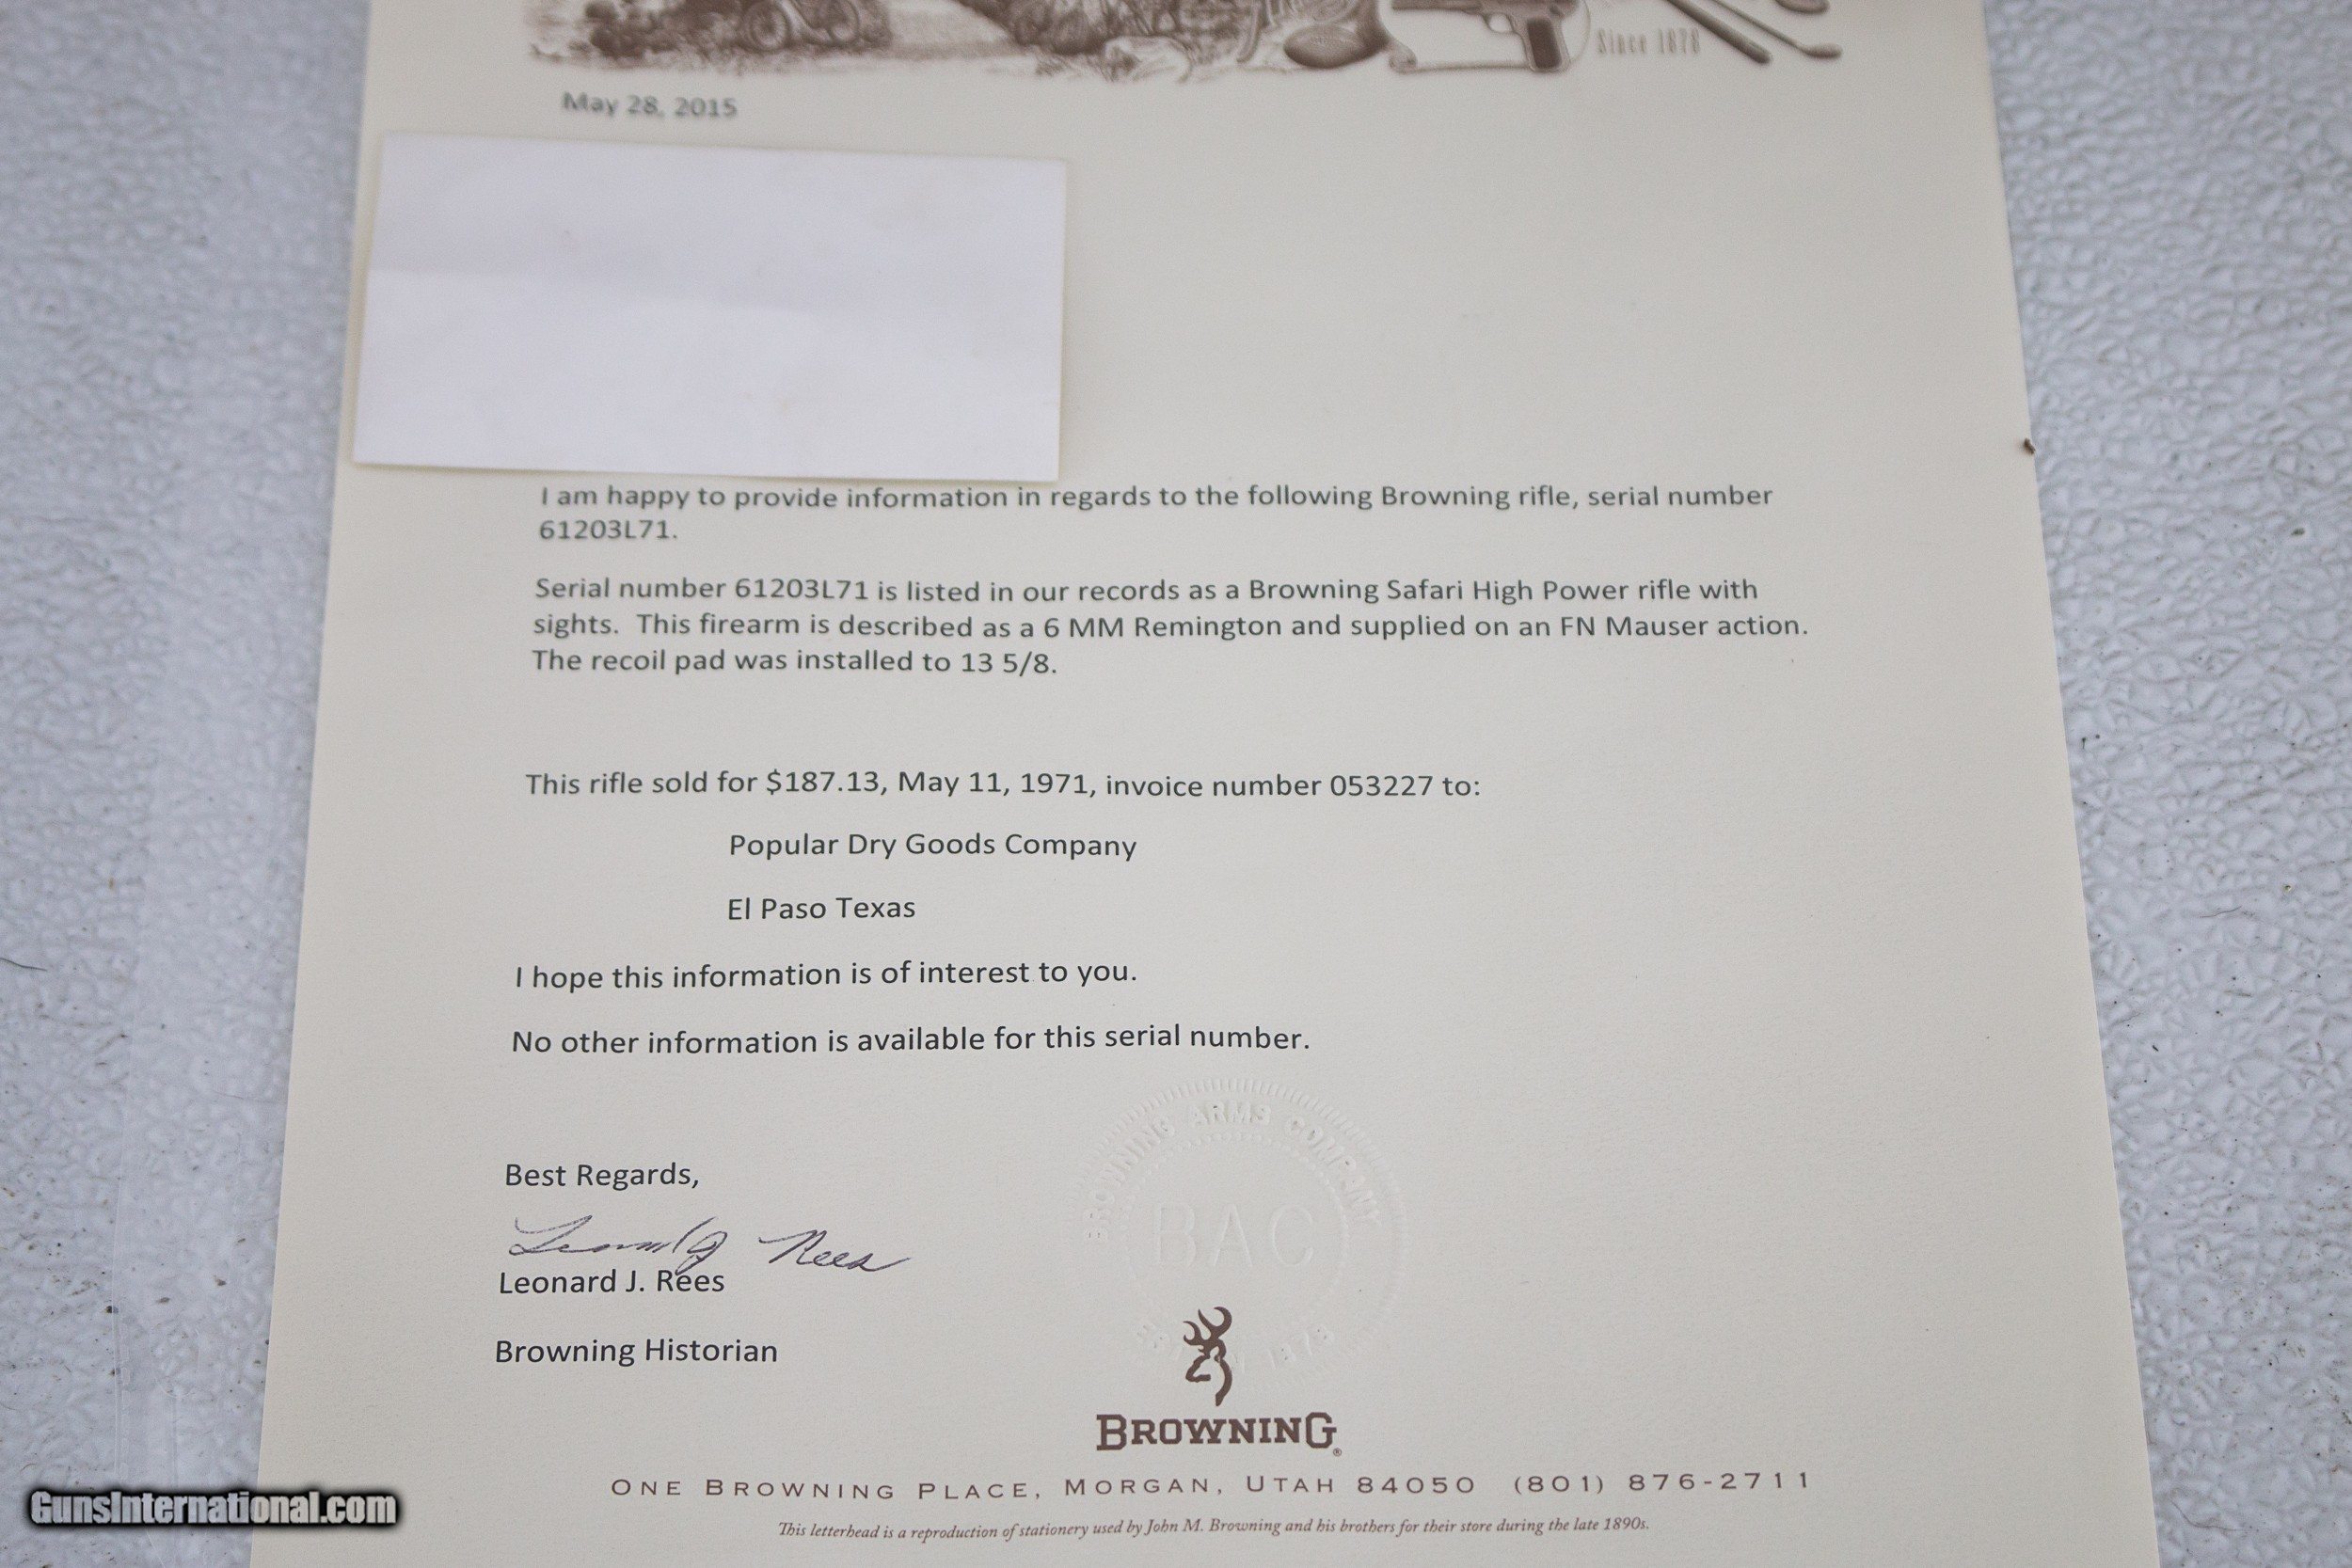 Since 1878
May 28, 2015
I am happy to provide information in regards to the following Browning rifle, serial number
61203L71.
Serial number 61203L71 is listed in our records as a Browning Safari High Power rifle with
sights. This firearm is described as a 6 MM Remington and supplied on an FN Mauser action.
The recoil pad was installed to 13 5/8.
This rifle sold for $187.13, May 11, 1971, invoice number 053227 to:
Popular Dry Goods Company
El Paso Texas
I hope this information is of interest to you.
No other information is available for this serial number.
BROWNING ARMS COMPANY
BAC
Best Regards,
Leonard J. Rees
Leonard J. Rees
Browning Historian
1878
BROWNING®
ONE BROWNING PLACE, MORGAN, UTAH 84050 (801) 876-2711
This letterhead is a reproduction of stationery used by John M. Browning and his brothers for their store during the late 1890s.
GunsInternational.com